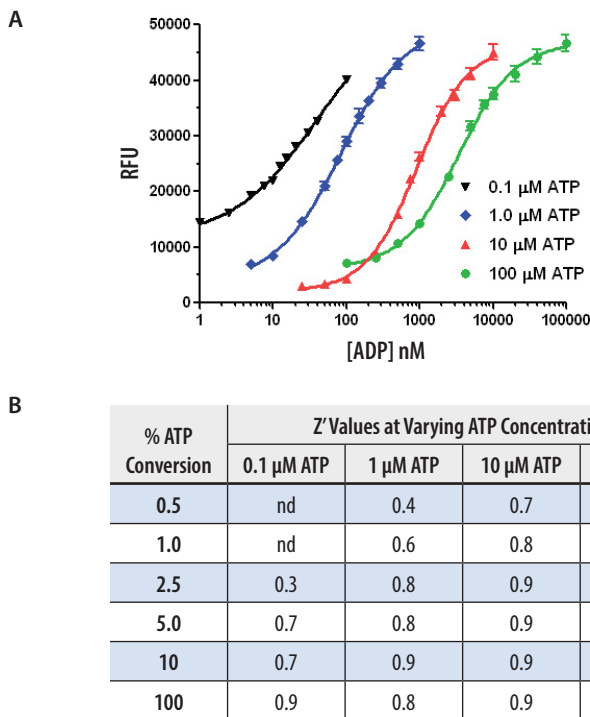 A
50000
40000
30000
20000
10000
0
RFU
0.1 µM ATP
1.0 µM ATP
10 µM ATP
100 µM ATP
1 10 100 1000 10000 100000
[ADP] nM
B
% ATP Conversion Z' Values at Varying ATP
0.1 µM ATP 1 µM ATP 10 µM ATP
0.5 nd 0.4 0.7
1.0 nd 0.6 0.8
2.5 0.3 0.8 0.9
5.0 0.7 0.8 0.9
10 0.7 0.9 0.9
100 0.9 0.8 0.9